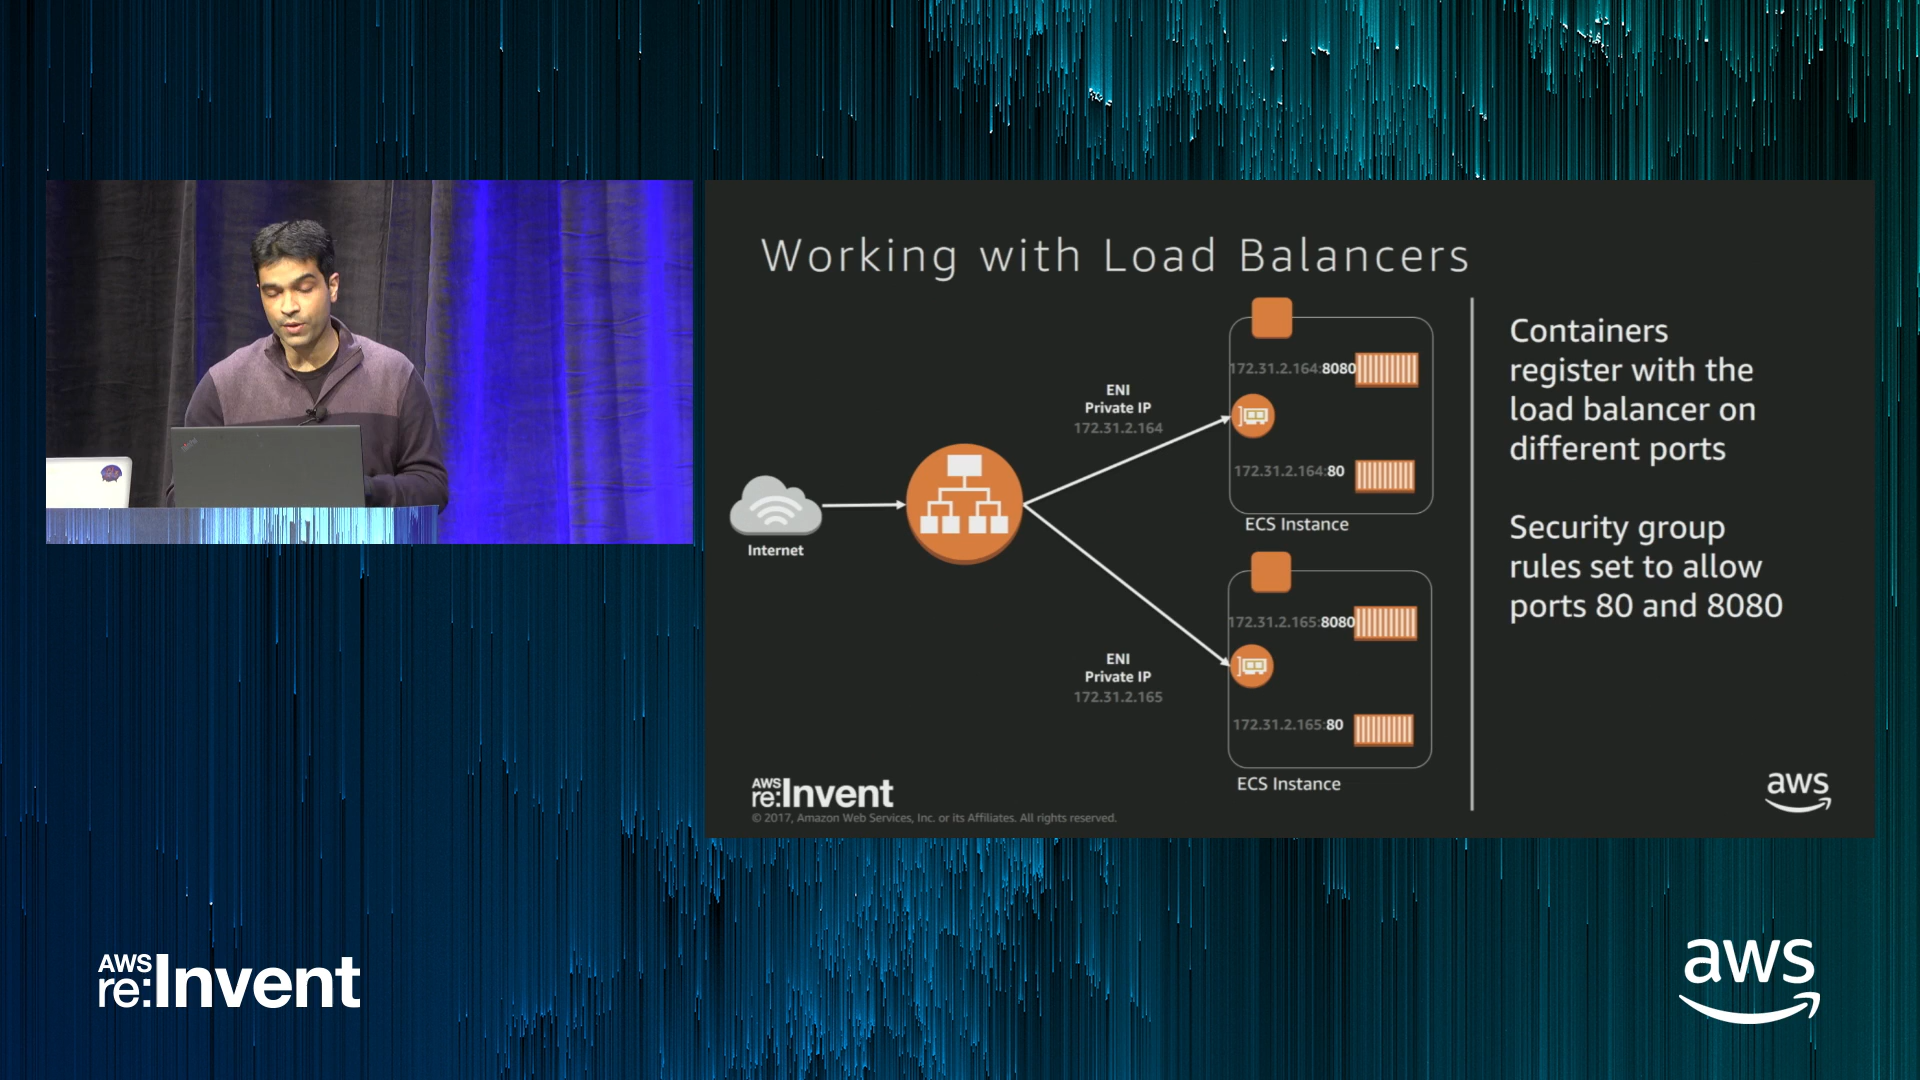 Working with Load Balancers
172.31.2.164:8080
ENI
Private IP
172.31.2.164
172.31.2.164:80
ECS Instance
Internet
172.31.2.165:8080
ENI
Private IP
172.31.2.165
172.31.2.165:80
ECS Instance
Containers
register with the
load balancer on
different ports
Security group
rules set to allow
ports 80 and 8080
AWS
re:Invent
© 2017, Amazon Web Services, Inc. or its Affiliates. All rights reserved.
aws
AWS
re:Invent
aws